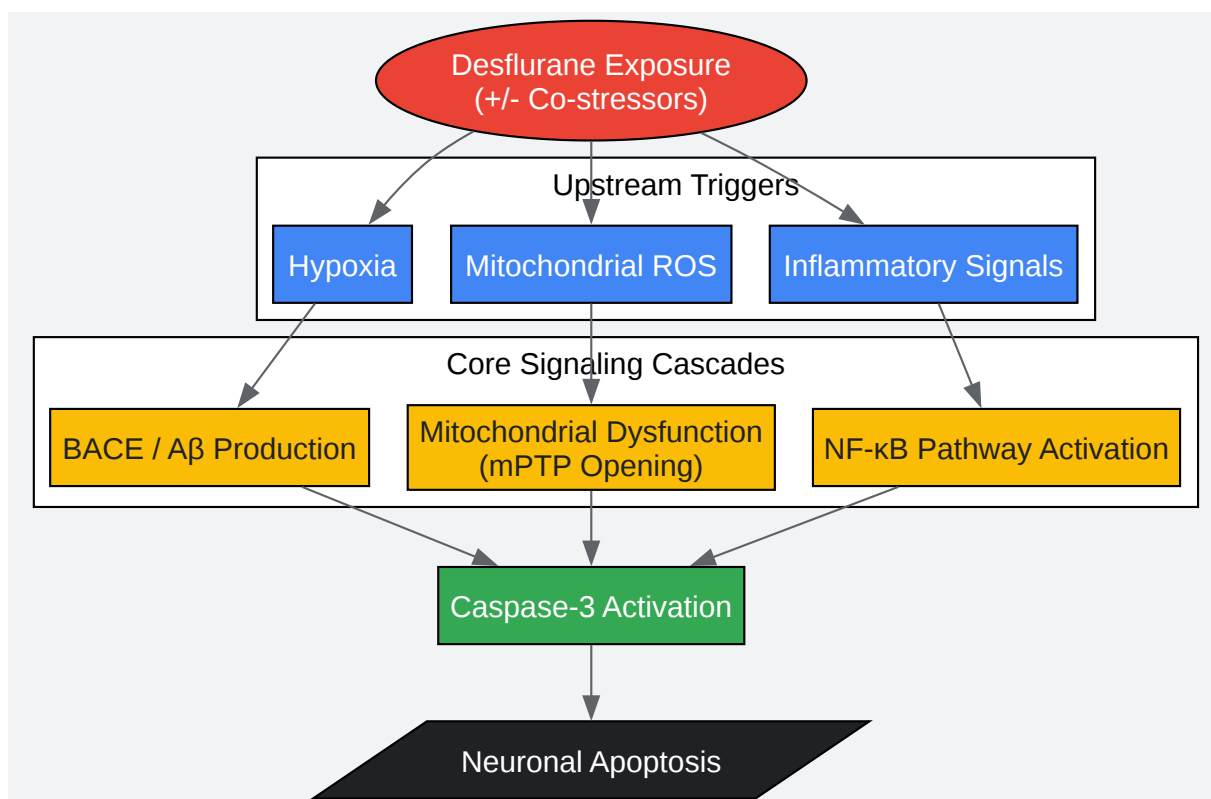 Desflurane Exposure
(+/- Co-stressors)
Upstream Triggers
Hypoxia
Mitochondrial ROS
Inflammatory Signals
Core Signaling Cascades
BACE / Aβ Production
Mitochondrial Dysfunction
(mPTP Opening)
NF-κB Pathway Activation
Caspase-3 Activation
Neuronal Apoptosis